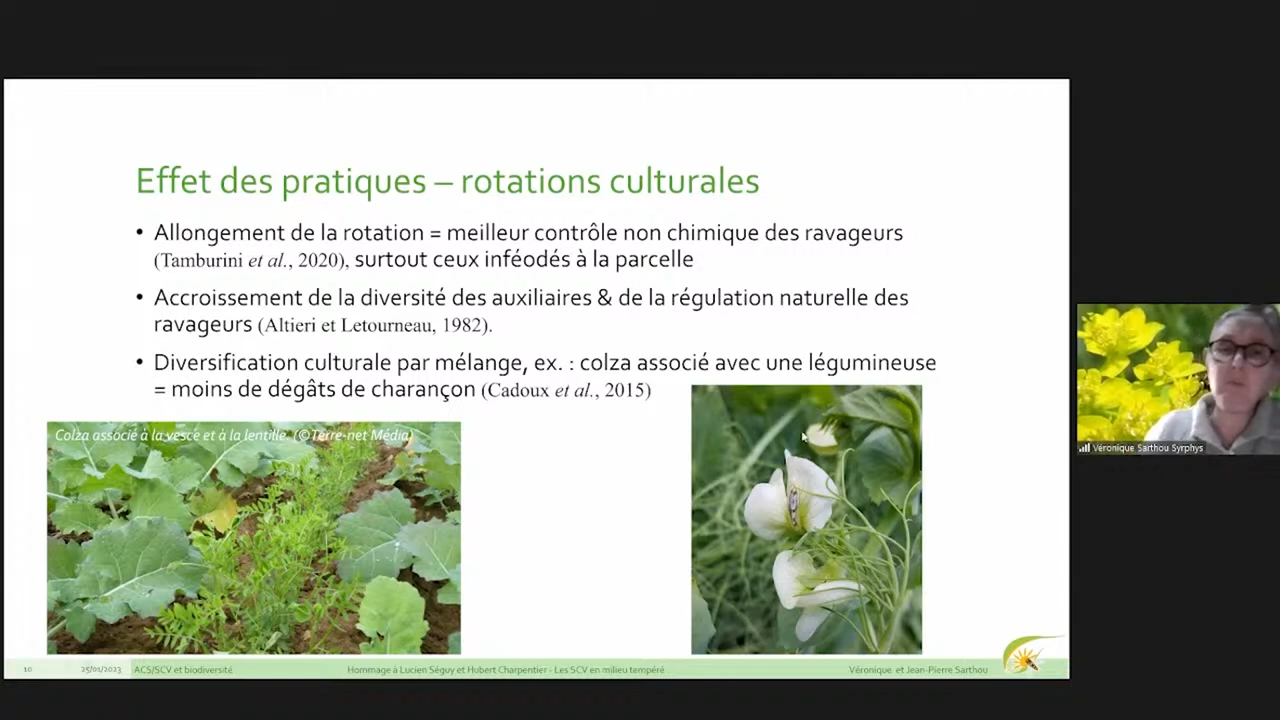 Effet des pratiques – rotations culturales
• Allongement de la rotation = meilleur contrôle non chimique des ravageurs
(Tamburini et al., 2020), surtout ceux inféodés à la parcelle
• Accroissement de la diversité des auxiliaires & de la régulation naturelle des
ravageurs (Altieri et Letourneau, 1982).
• Diversification culturale par mélange, ex. : colza associé avec une légumineuse
= moins de dégâts de charançon (Cadoux et al., 2015)
Colza associé à la vesce et à la lentille. (©Terre-net Média)
Véronique Sarthou Syrphys
10 25/01/2023 ACS/SCV et biodiversité Hommage à Lucien Séguy et Hubert Charpentier - Les SCV en milieu tempéré Véronique et Jean-Pierre Sarthou